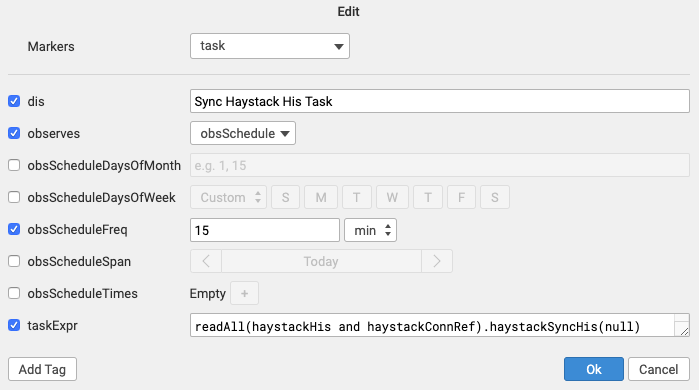 Edit
Markers task
dis Sync Haystack His Task
observes obsSchedule
obsScheduleDaysOfMonth e.g. 1, 15
obsScheduleDaysOfWeek Custom S M T W T F S
obsScheduleFreq 15 min
obsScheduleSpan Today
obsScheduleTimes Empty +
taskExpr readAll(haystackHis and haystackConnRef).haystackSyncHis(null)
Add Tag Ok Cancel